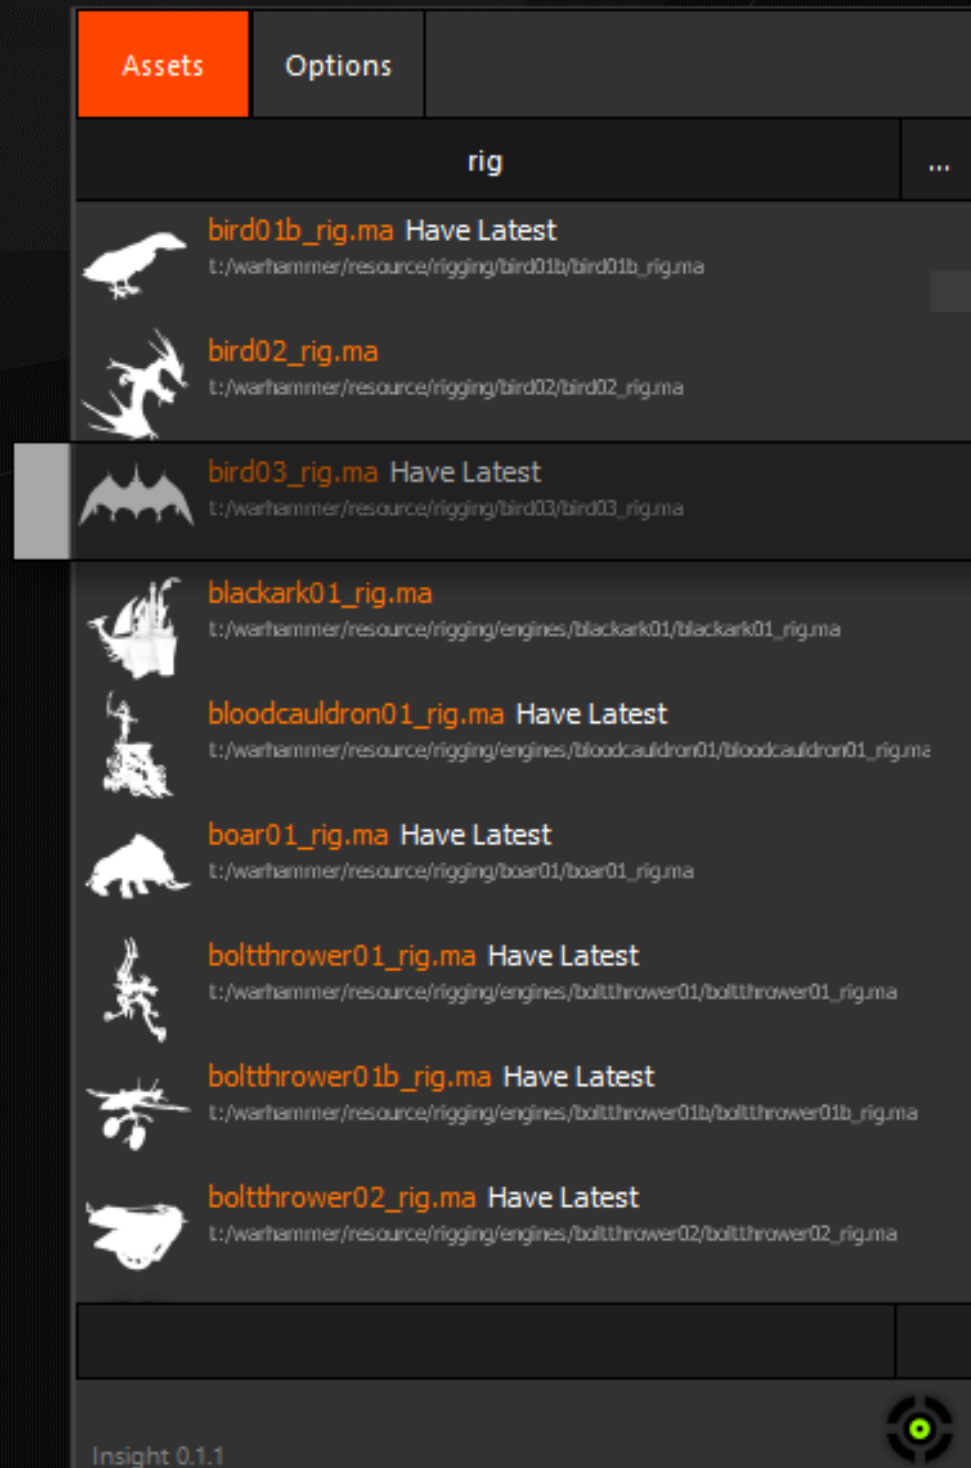 Assets Options
rig ...
bird01b_rig.ma Have Latest
t:/warhammer/resource/rigging/bird01b/bird01b_rig.ma
bird02_rig.ma
t:/warhammer/resource/rigging/bird02/bird02_rig.ma
bird03_rig.ma Have Latest
t:/warhammer/resource/rigging/bird03/bird03_rig.ma
blackark01_rig.ma
t:/warhammer/resource/rigging/engines/blackark01/blackark01_rig.ma
bloodcauldron01_rig.ma Have Latest
t:/warhammer/resource/rigging/engines/bloodcauldron01/bloodcauldron01_rig.ma
boar01_rig.ma Have Latest
t:/warhammer/resource/rigging/boar01/boar01_rig.ma
boltthrower01_rig.ma Have Latest
t:/warhammer/resource/rigging/engines/boltthrower01/boltthrower01_rig.ma
boltthrower01b_rig.ma Have Latest
t:/warhammer/resource/rigging/engines/boltthrower01b/boltthrower01b_rig.ma
boltthrower02_rig.ma Have Latest
t:/warhammer/resource/rigging/engines/boltthrower02/boltthrower02_rig.ma
Insight 0.1.1